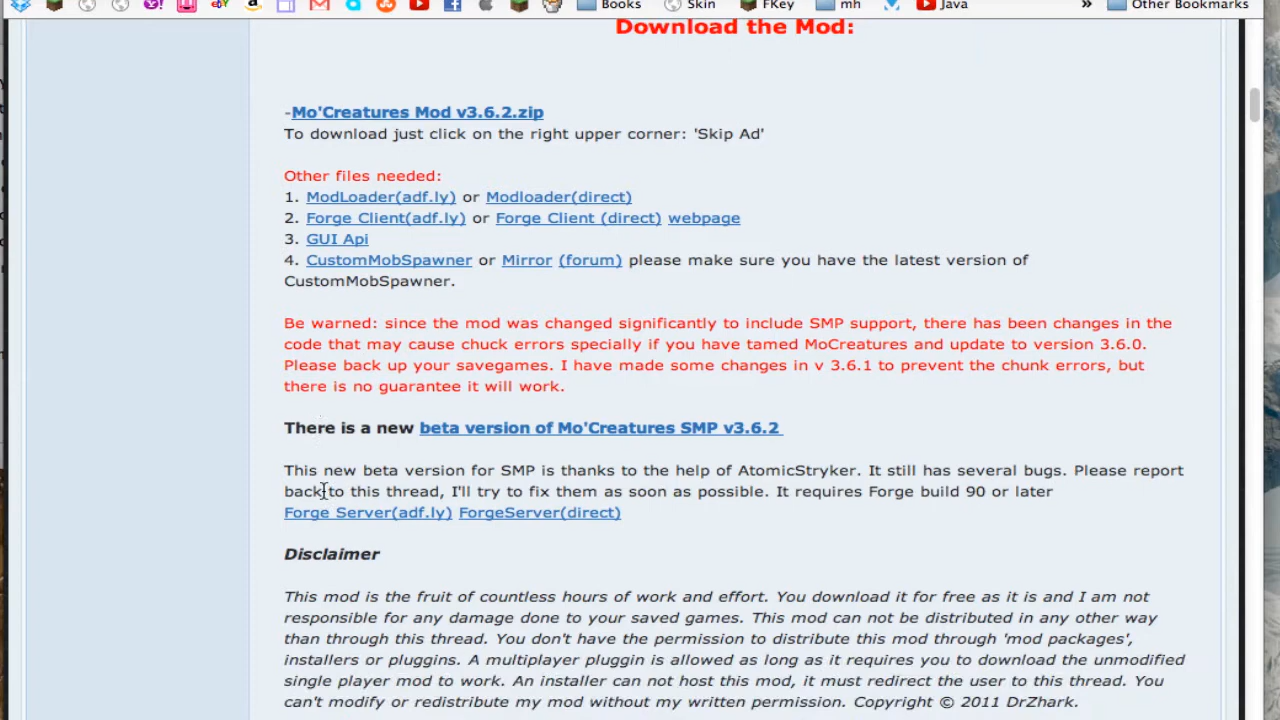 Books Skin FKey mh Java » Other Bookmarks
Download the Mod:
-Mo'Creatures Mod v3.6.2.zip
To download just click on the right upper corner: 'Skip Ad'
Other files needed:
1. ModLoader(adf.ly) or Modloader(direct)
2. Forge Client(adf.ly) or Forge Client (direct) webpage
3. GUI Api
4. CustomMobSpawner or Mirror (forum) please make sure you have the latest version of
CustomMobSpawner.
Be warned: since the mod was changed significantly to include SMP support, there has been changes in the
code that may cause chuck errors specially if you have tamed MoCreatures and update to version 3.6.0.
Please back up your savegames. I have made some changes in v 3.6.1 to prevent the chunk errors, but
there is no guarantee it will work.
There is a new beta version of Mo'Creatures SMP v3.6.2
This new beta version for SMP is thanks to the help of AtomicStryker. It still has several bugs. Please report
back to this thread, I'll try to fix them as soon as possible. It requires Forge build 90 or later
Forge Server(adf.ly) ForgeServer(direct)
Disclaimer
This mod is the fruit of countless hours of work and effort. You download it for free as it is and I am not
responsible for any damage done to your saved games. This mod can not be distributed in any other way
than through this thread. You don't have the permission to distribute this mod through 'mod packages',
installers or pluggins. A multiplayer pluggin is allowed as long as it requires you to download the unmodified
single player mod to work. An installer can not host this mod, it must redirect the user to this thread. You
can't modify or redistribute my mod without my written permission. Copyright © 2011 DrZhark.